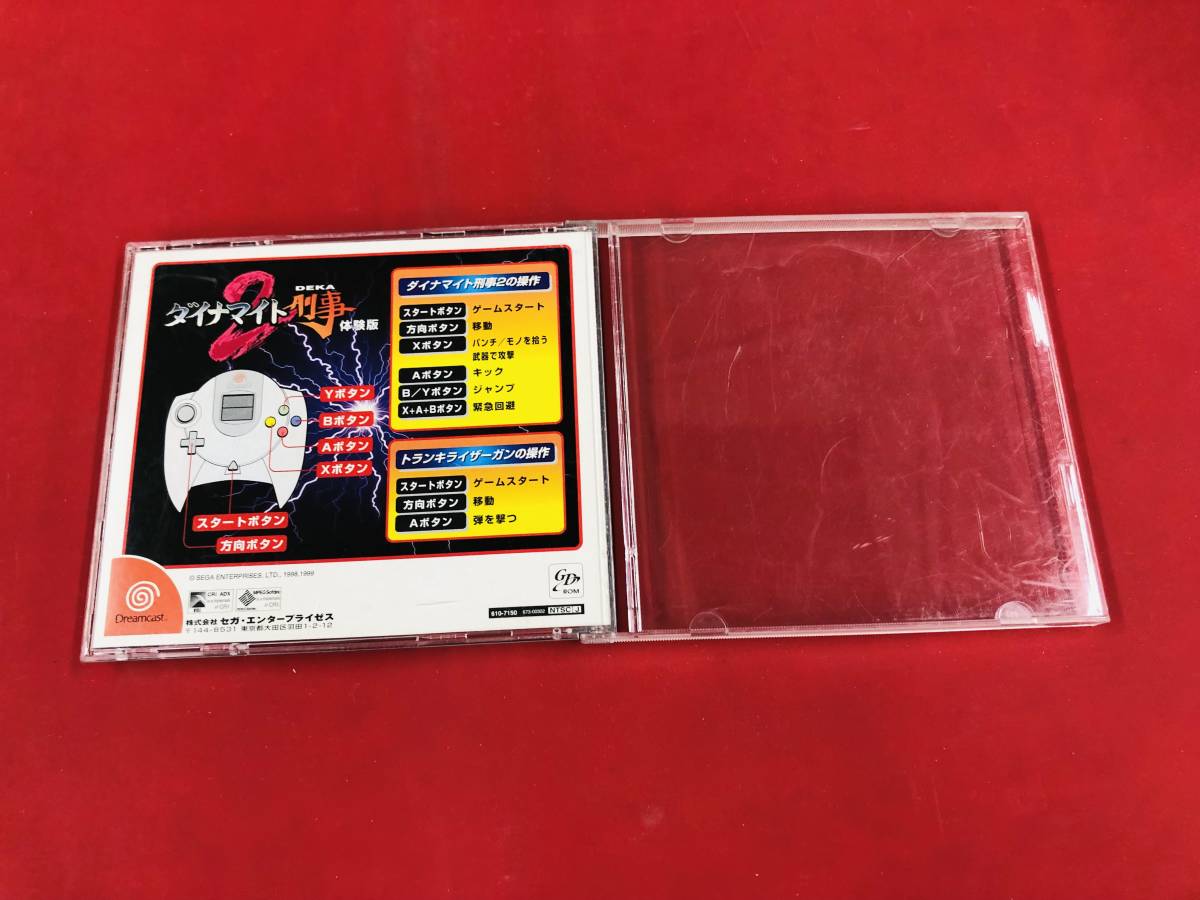 ダイナマイト刑事2
DEKA
体験版
Yボタン
Bボタン
Aボタン
Xボタン
スタートボタン
方向ボタン
ダイナマイト刑事2の操作
スタートボタン ゲームスタート
方向ボタン 移動
Xボタン パンチ/モノを拾う
武器で攻撃
Aボタン キック
B/Yボタン ジャンプ
X+A+Bボタン 緊急回避
トランキライザーガンの操作
スタートボタン ゲームスタート
方向ボタン 移動
Aボタン 弾を撃つ
© SEGA ENTERPRISES, LTD., 1998,1999
Dreamcast
CRI ADX
MPEG Sofdec
GD-ROM
株式会社 セガ・エンタープライゼス
〒144-8531 東京都大田区羽田1-2-12
610-7150 673-00302 NTSC J